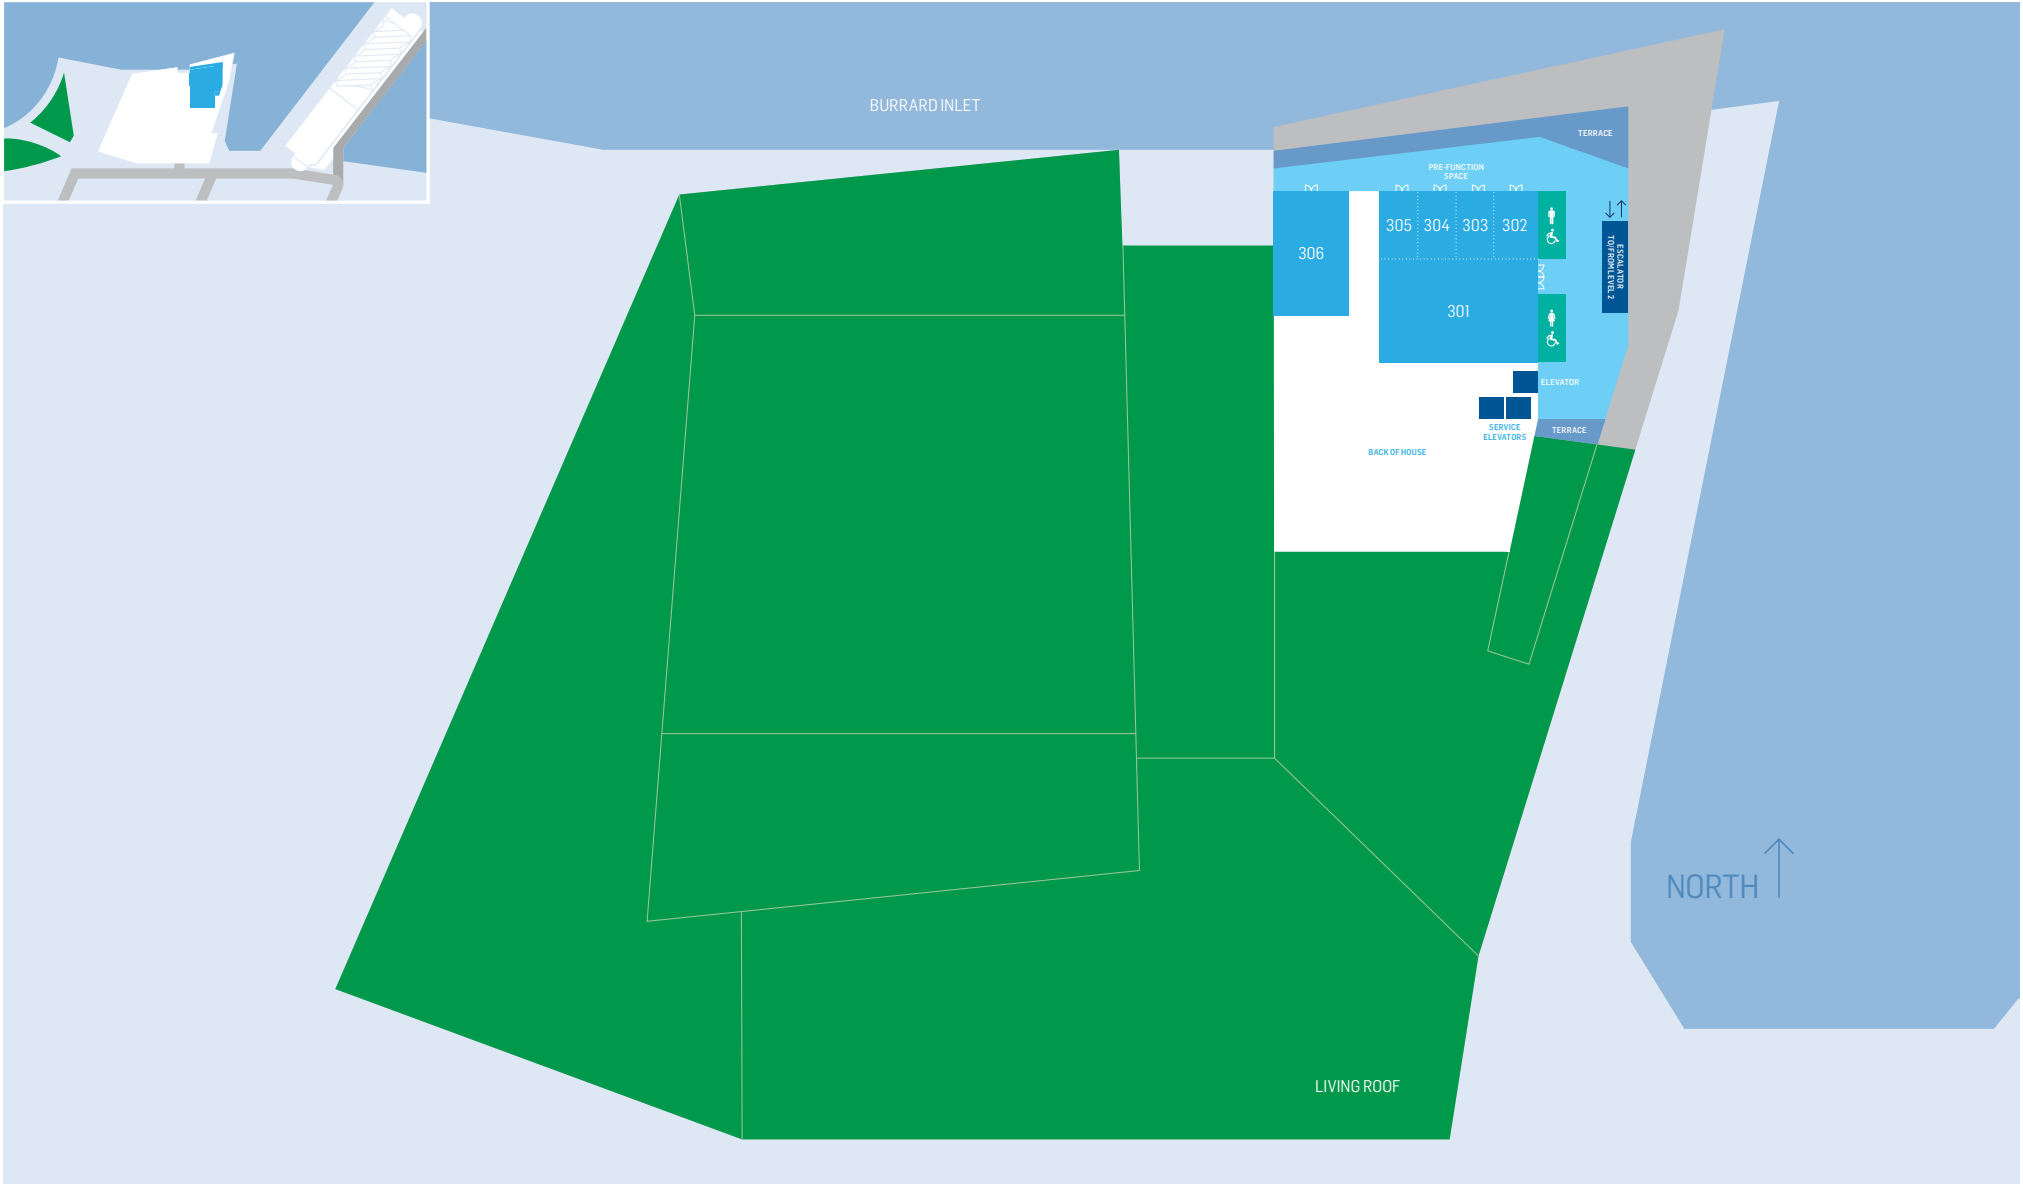 BURRARD INLET
TERRACE
PRE-FUNCTION
SPACE
305
304
303
302
306
301
ESCALATOR
TO/FROM LEVEL 2
ELEVATOR
SERVICE
ELEVATORS
TERRACE
BACK OF HOUSE
NORTH
LIVING ROOF